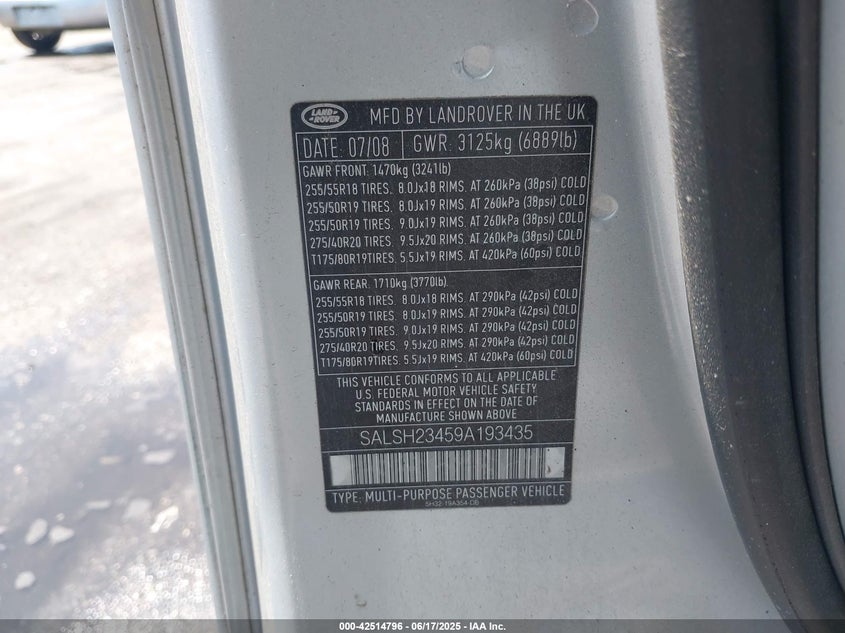 LAND
ROVER
MFD BY LANDROVER IN THE UK
DATE: 07/08 GWR: 3125kg (6889lb)
GAWR FRONT: 1470kg (3241lb)
255/55R18 TIRES. 8.0Jx18 RIMS. AT 260kPa (38psi) COLD
255/50R19 TIRES. 8.0Jx19 RIMS. AT 260kPa (38psi) COLD
255/50R19 TIRES. 9.0Jx19 RIMS. AT 260kPa (38psi) COLD
275/40R20 TIRES. 9.5Jx20 RIMS. AT 260kPa (38psi) COLD
T175/80R19TIRES. 5.5Jx19 RIMS. AT 420kPa (60psi) COLD
GAWR REAR: 1710kg (3770lb)
255/55R18 TIRES. 8.0Jx18 RIMS. AT 290kPa (42psi) COLD
255/50R19 TIRES. 8.0Jx19 RIMS. AT 290kPa (42psi) COLD
255/50R19 TIRES. 9.0Jx19 RIMS. AT 290kPa (42psi) COLD
275/40R20 TIRES. 9.5Jx20 RIMS. AT 290kPa (42psi) COLD
T175/80R19TIRES. 5.5Jx19 RIMS. AT 420kPa (60psi) COLD
THIS VEHICLE CONFORMS TO ALL APPLICABLE
U.S. FEDERAL MOTOR VEHICLE SAFETY
STANDARDS IN EFFECT ON THE DATE OF
MANUFACTURE SHOWN ABOVE
SALSH23459A193435
TYPE: MULTI-PURPOSE PASSENGER VEHICLE
000-42514796 - 06/17/2025 - IAA Inc.